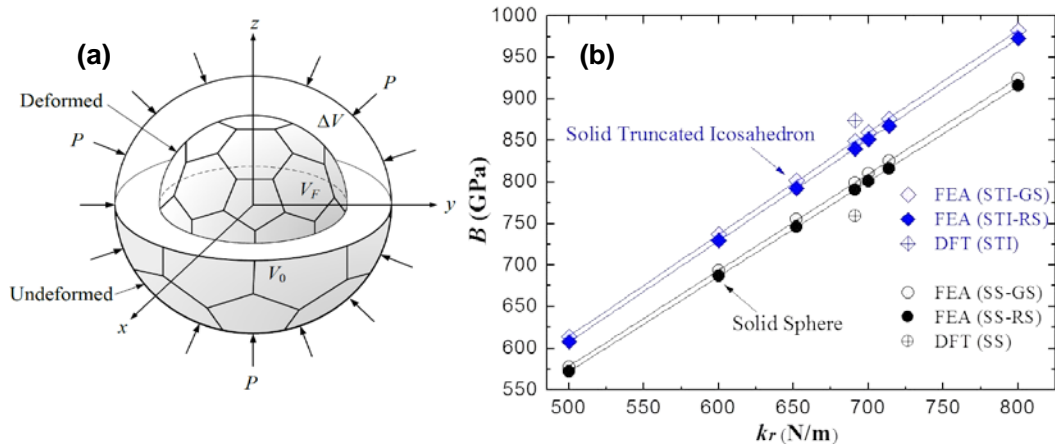 (a)
z
P
Deformed
ΔV
P
V_F
y
V_0
Undeformed
x
P
(b)
1000
950
900
850
800
750
700
650
600
550
B (GPa)
Solid Truncated Icosahedron
Solid Sphere
FEA (STI-GS)
FEA (STI-RS)
DFT (STI)
FEA (SS-GS)
FEA (SS-RS)
DFT (SS)
500 550 600 650 700 750 800
k_r (N/m)